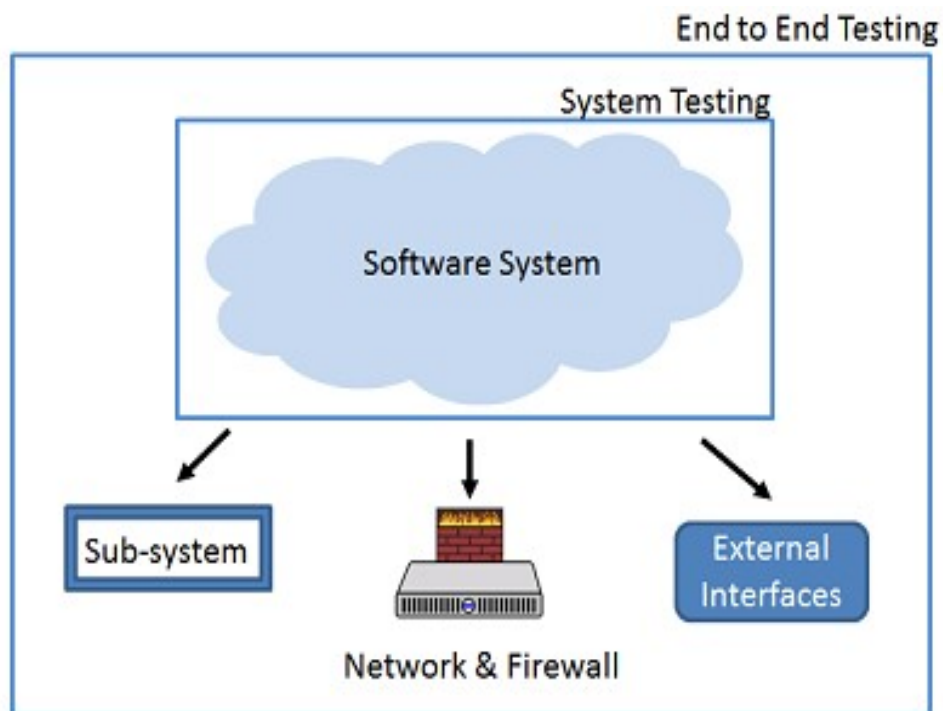 End to End Testing
System Testing
Software System
Sub-system
External
Interfaces
Network & Firewall